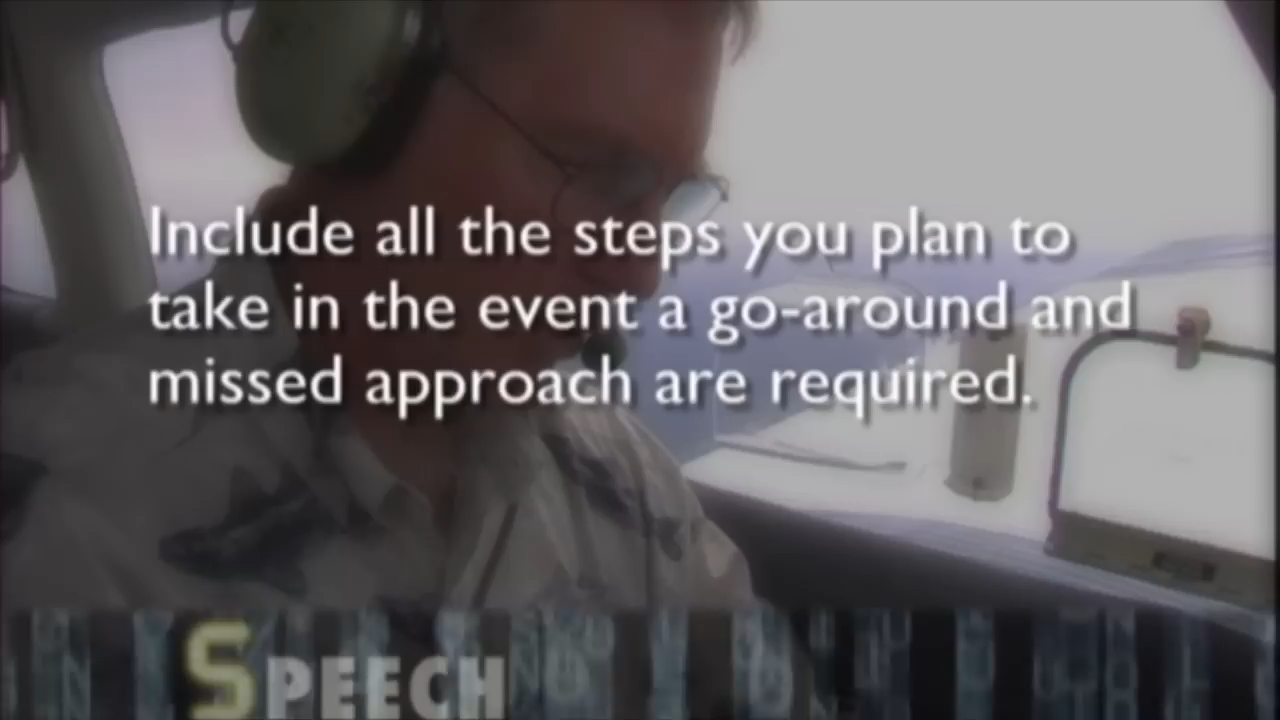 Include all the steps you plan to
take in the event a go-around and
missed approach are required.
SPEECH